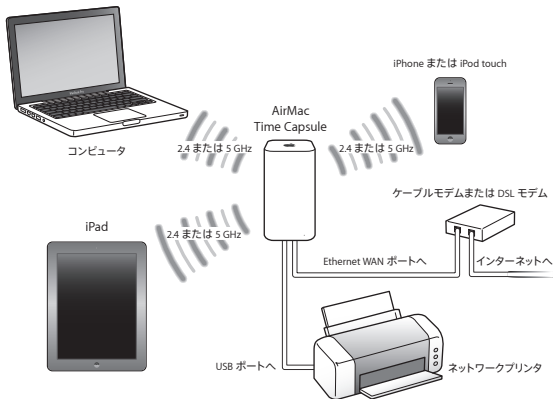 iPhone または iPod touch
AirMac
Time Capsule
コンピュータ
2.4 または 5 GHz
2.4 または 5 GHz
ケーブルモデムまたは DSL モデム
iPad
2.4 または 5 GHz
Ethernet WAN ポートへ
インターネットへ
USB ポートへ
ネットワークプリンタ